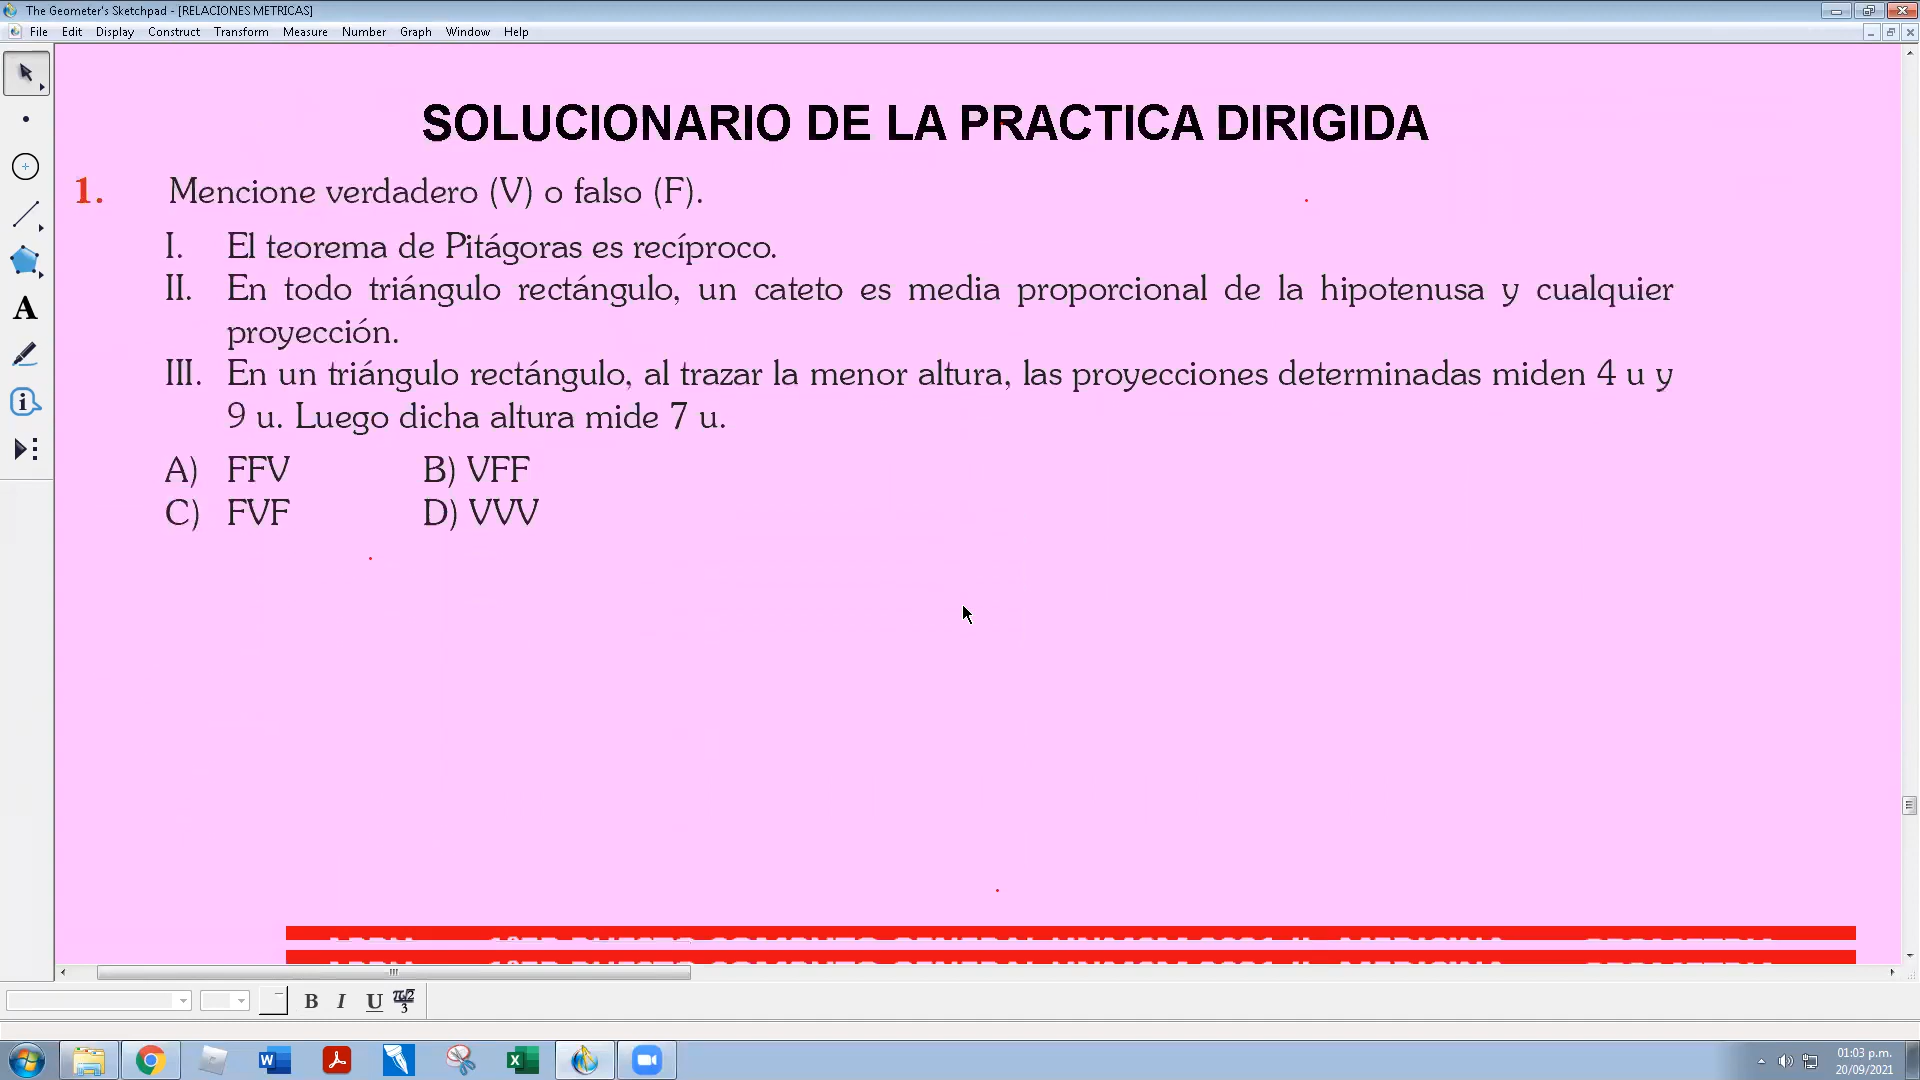 The Geometer's Sketchpad - [RELACIONES METRICAS]
File Edit Display Construct Transform Measure Number Graph Window Help
SOLUCIONARIO DE LA PRACTICA DIRIGIDA
1. Mencione verdadero (V) o falso (F).
I. El teorema de Pitágoras es recíproco.
II. En todo triángulo rectángulo, un cateto es media proporcional de la hipotenusa y cualquier
proyección.
III. En un triángulo rectángulo, al trazar la menor altura, las proyecciones determinadas miden 4 u y
9 u. Luego dicha altura mide 7 u.
A) FFV B) VFF
C) FVF D) VVV
B I U
01:03 p.m.
20/09/2021